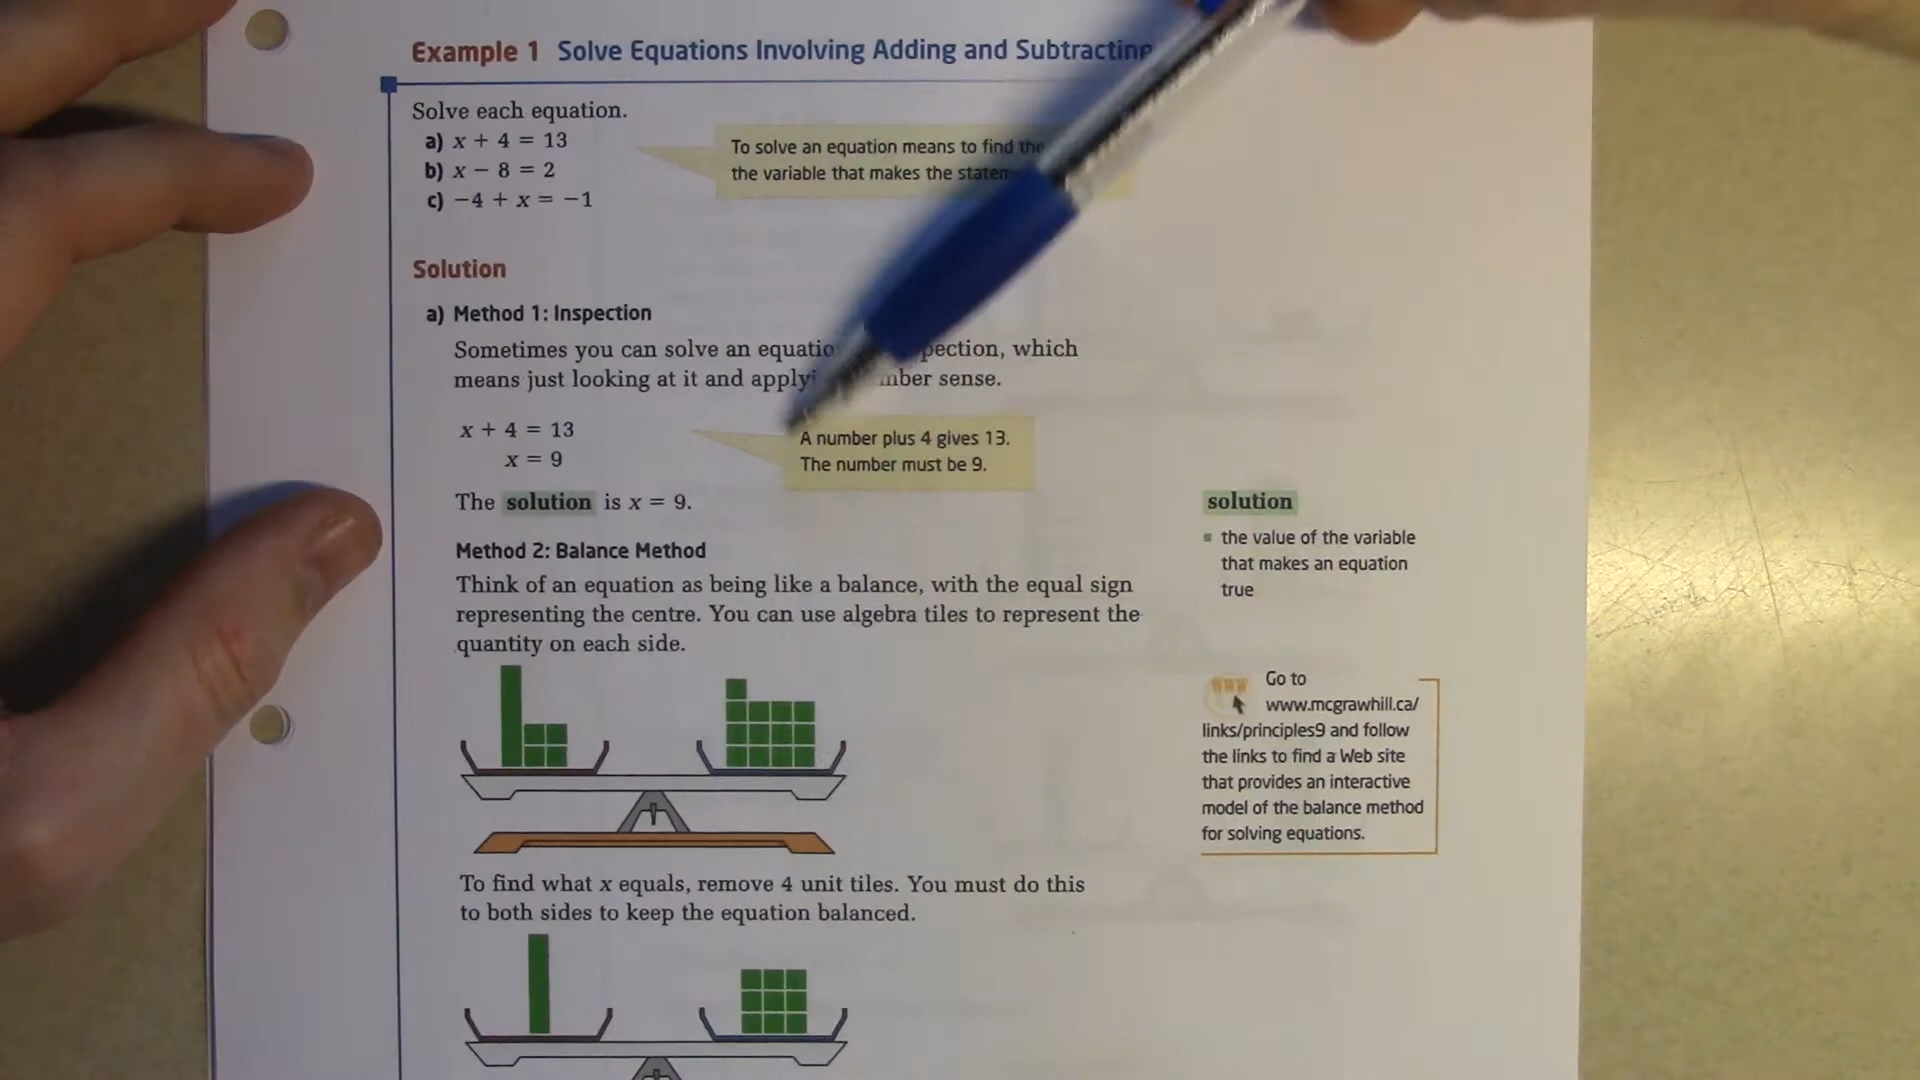 Example 1 Solve Equations Involving Adding and Subtracting
Solve each equation.
a) x + 4 = 13
b) x − 8 = 2
c) −4 + x = −1
To solve an equation means to find the
the variable that makes the
Solution
a) Method 1: Inspection
Sometimes you can solve an which
means just looking at it and sense.
x + 4 = 13
x = 9
A number plus 4 gives 13.
The number must be 9.
The solution is x = 9.
solution
the value of the variable
that makes an equation
true
Method 2: Balance Method
Think of an equation as being like a balance, with the equal sign
representing the centre. You can use algebra tiles to represent the
quantity on each side.
www
Go to
www.mcgrawhill.ca/
links/principles9 and follow
the links to find a Web site
that provides an interactive
model of the balance method
for solving equations.
To find what x equals, remove 4 unit tiles. You must do this
to both sides to keep the equation balanced.